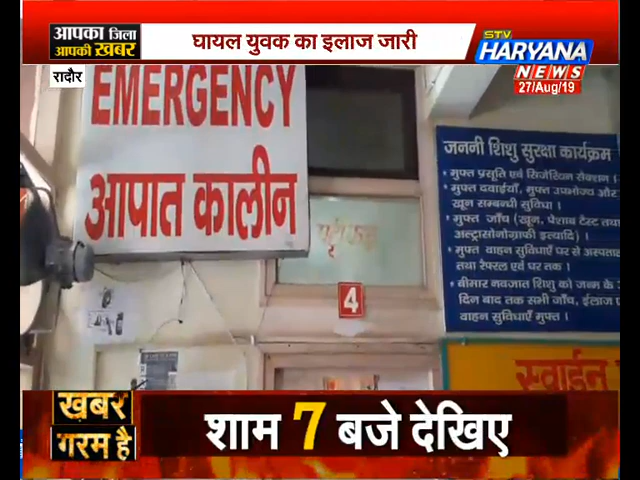 आपका जिला
आपकी खबर
घायल युवक का इलाज जारी
STV
HARYANA
NEWS
27/Aug/19
रादौर
EMERGENCY
आपात कालीन
4
जननी शिशु सुरक्षा कार्यक्रम
• मुफ्त प्रसूति एवं सिजेरियन सैक्शन ।
• मुफ्त दवाईयाँ, मुफ्त उपभोग्य और
खून सम्बन्धी सुविधा ।
• मुफ्त जाँच (खून, पेशाब टैस्ट तथा
अल्ट्रासोनोग्राफी इत्यादि) ।
• मुफ्त वाहन सुविधाएँ घर से अस्पताल
तथा रैफरल एवं घर तक ।
• बीमार नवजात शिशु को जन्म के
दिन बाद तक सभी जाँच, ईलाज
वाहन सुविधाएँ मुफ्त ।
स्वाईन
खबर
गरम है
शाम 7 बजे देखिए